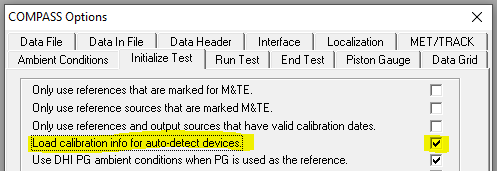 COMPASS Options
Data File Data In File Data Header Interface Localization MET/TRACK
Ambient Conditions Initialize Test Run Test End Test Piston Gauge Data Grid
Only use references that are marked for M&TE.
Only use reference sources that are marked M&TE.
Only use references and output sources that have valid calibration dates.
Load calibration info for auto-detect devices.
Use DHI PG ambient conditions when PG is used as the reference.